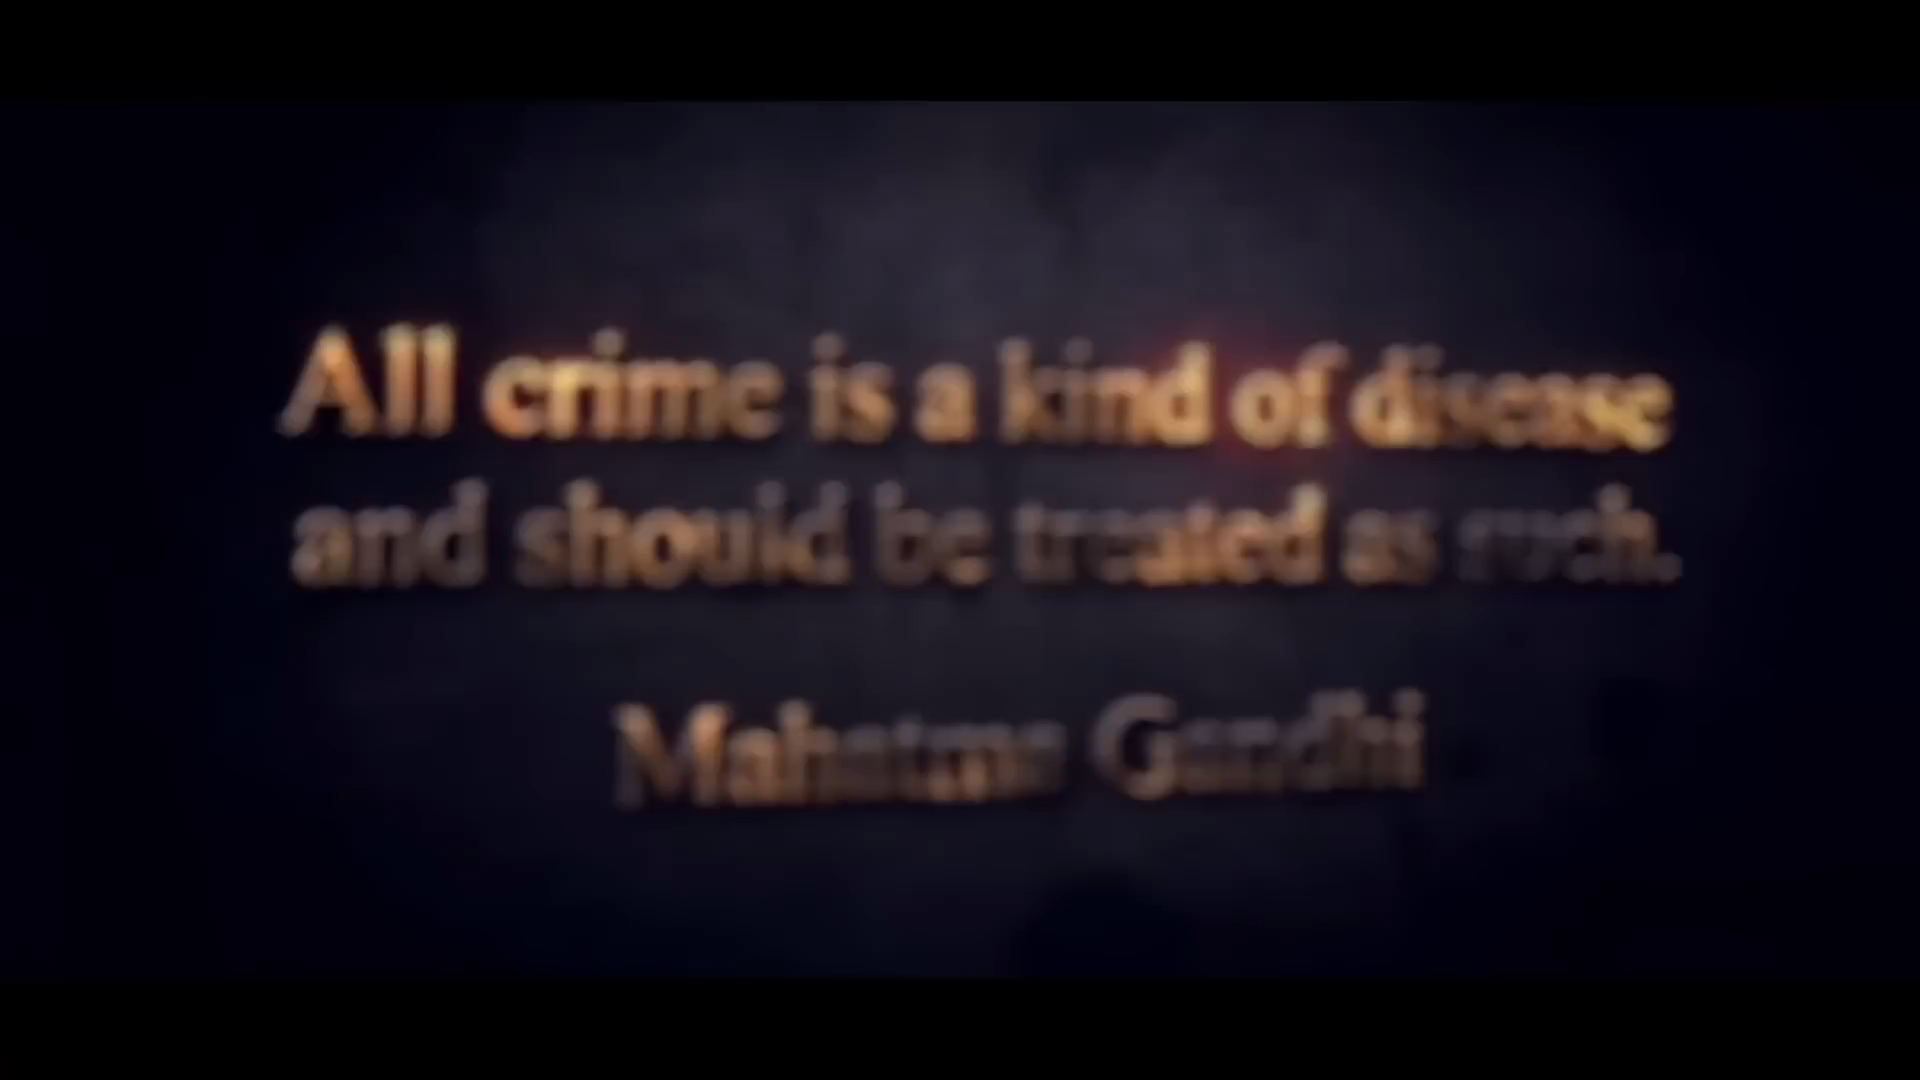 All crime is a kind of disease
and should be treated as such.
Mahatma Gandhi